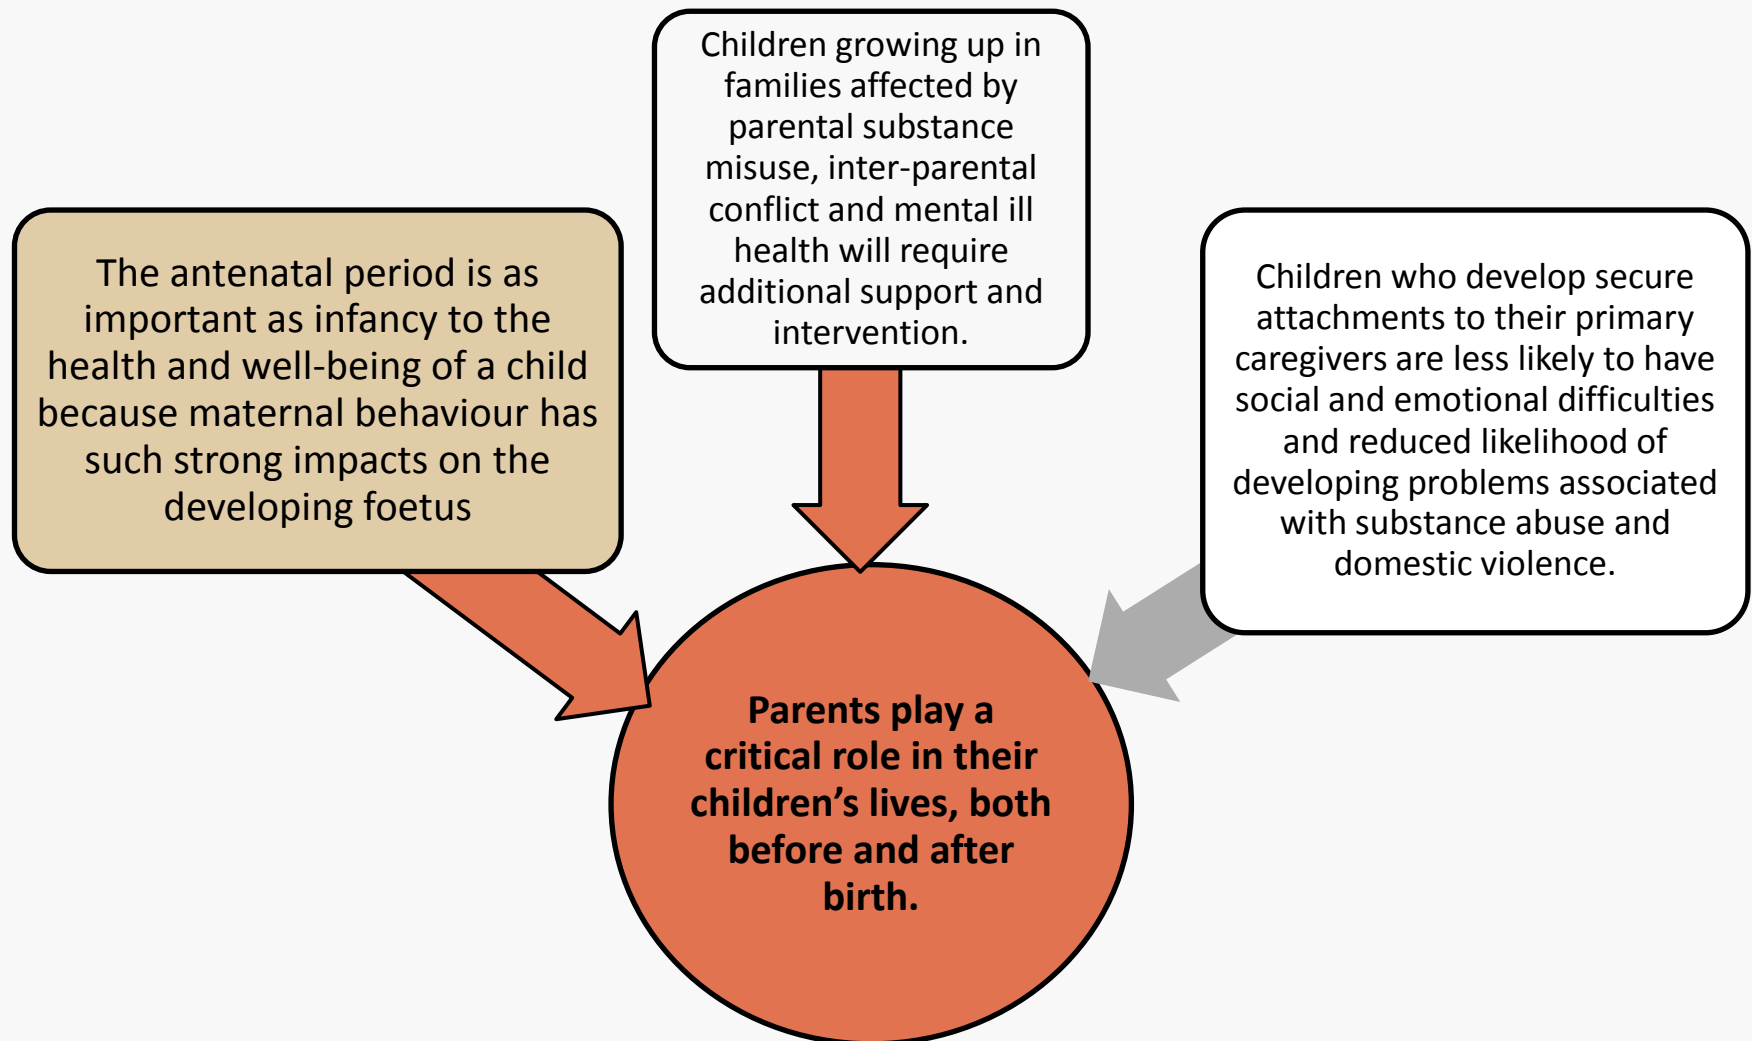 Children growing up in
families affected by
parental substance
misuse, inter-parental
conflict and mental ill
health will require
additional support and
intervention.
The antenatal period is as
important as infancy to the
health and well-being of a child
because maternal behaviour has
such strong impacts on the
developing foetus
Children who develop secure
attachments to their primary
caregivers are less likely to have
social and emotional difficulties
and reduced likelihood of
developing problems associated
with substance abuse and
domestic violence.
Parents play a
critical role in their
children’s lives, both
before and after
birth.